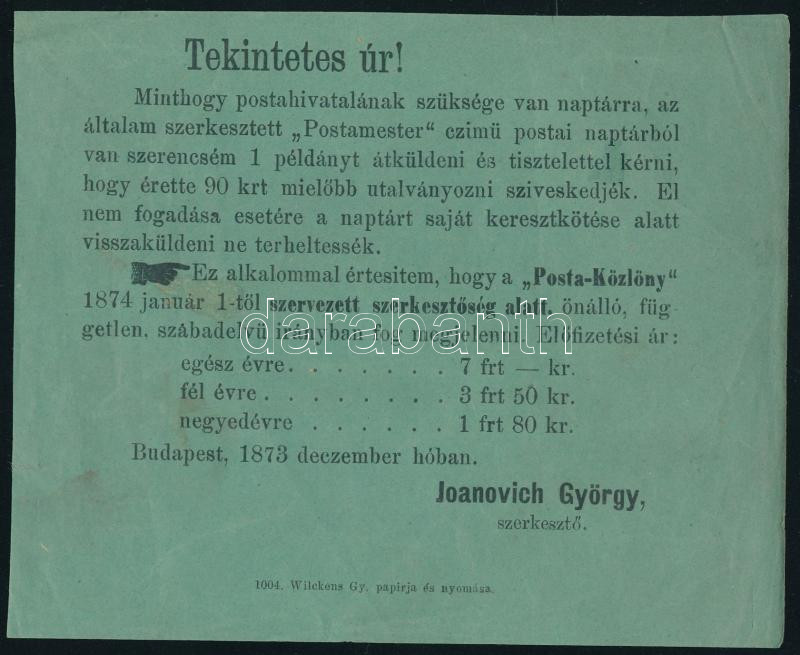 Tekintetes úr!
Minthogy postahivatalának szüksége van naptárra, az
általam szerkesztett „Postamester“ czimü postai naptárból
van szerencsém 1 példányt átküldeni és tisztelettel kérni,
hogy érette 90 krt mielőbb utalványozni sziveskedjék. El
nem fogadása esetére a naptárt saját keresztkötése alatt
visszaküldeni ne terheltessék.
Ez alkalommal értesitem, hogy a „Posta-Közlöny“
1874 január 1-től szervezett szerkesztőség alatt, önálló, füg-
getlen, szabadelvü irányban fog megjelenni. Előfizetési ár:
egész évre. . . . . . . . 7 frt — kr.
fél évre . . . . . . . . 3 frt 50 kr.
negyedévre . . . . . . 1 frt 80 kr.
Budapest, 1873 deczember hóban.
Joanovich György,
szerkesztő.
1004. Wilckens Gy. papirja és nyomása.
darabanth